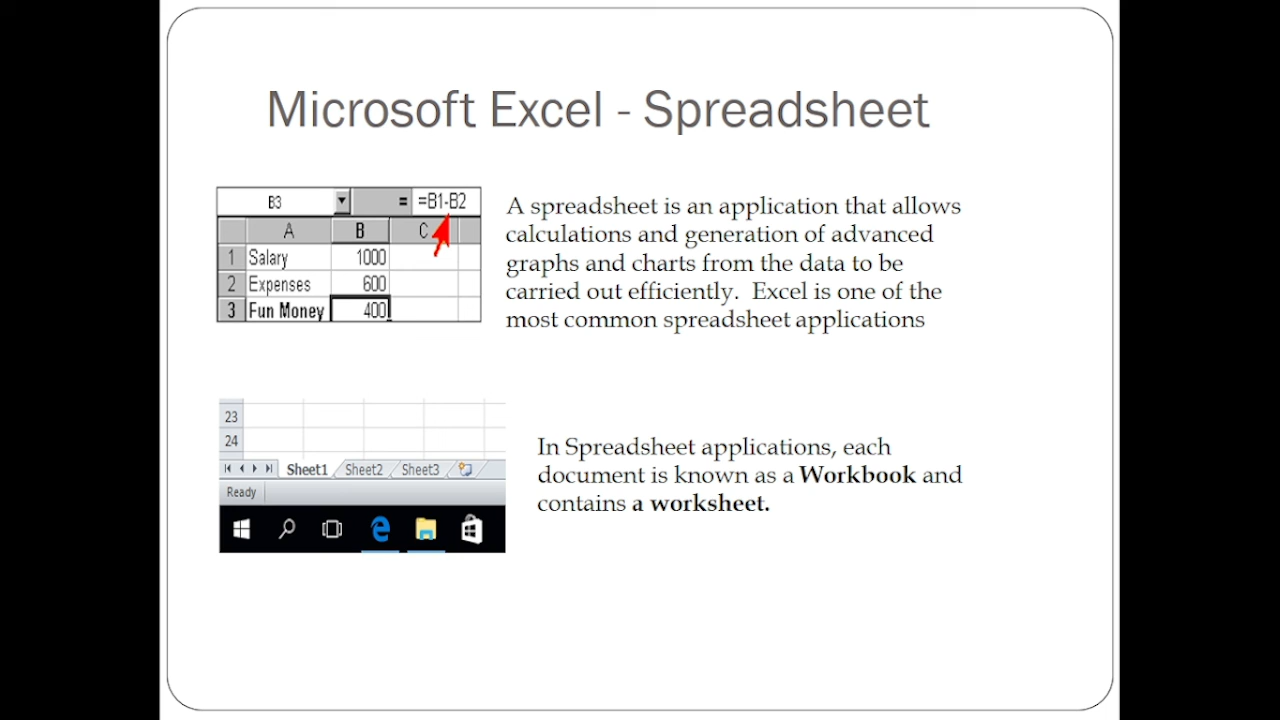 Microsoft Excel - Spreadsheet
B3 = =B1-B2
A B C
1 Salary 1000
2 Expenses 600
3 Fun Money 400
A spreadsheet is an application that allows
calculations and generation of advanced
graphs and charts from the data to be
carried out efficiently. Excel is one of the
most common spreadsheet applications
23
24
Sheet1 Sheet2 Sheet3
Ready
In Spreadsheet applications, each
document is known as a Workbook and
contains a worksheet.